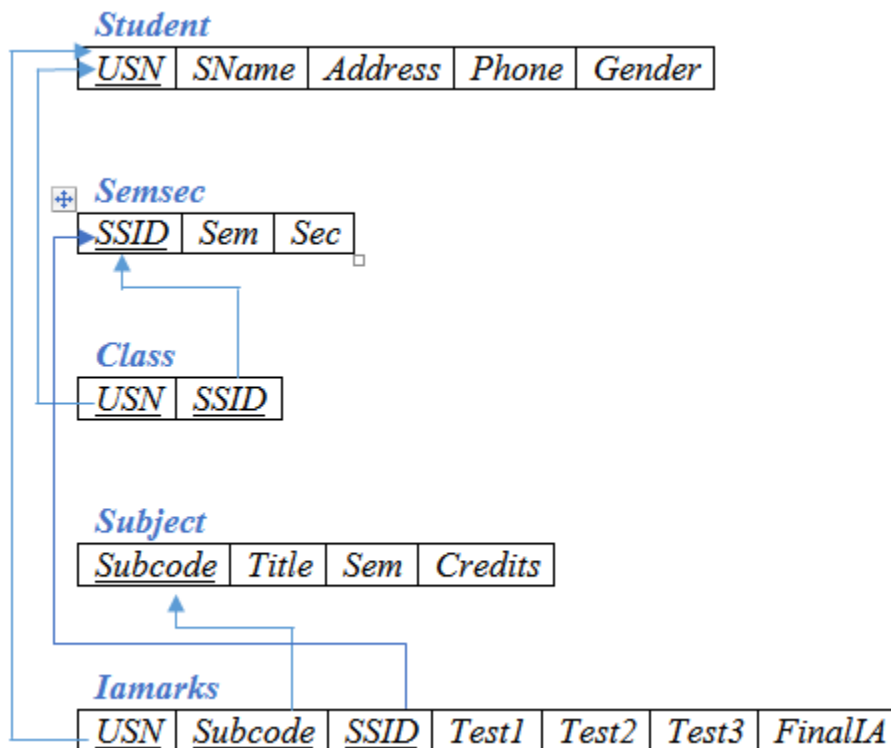 Student
USN SName Address Phone Gender
Semsec
SSID Sem Sec
Class
USN SSID
Subject
Subcode Title Sem Credits
Iamarks
USN Subcode SSID Test1 Test2 Test3 FinalIA